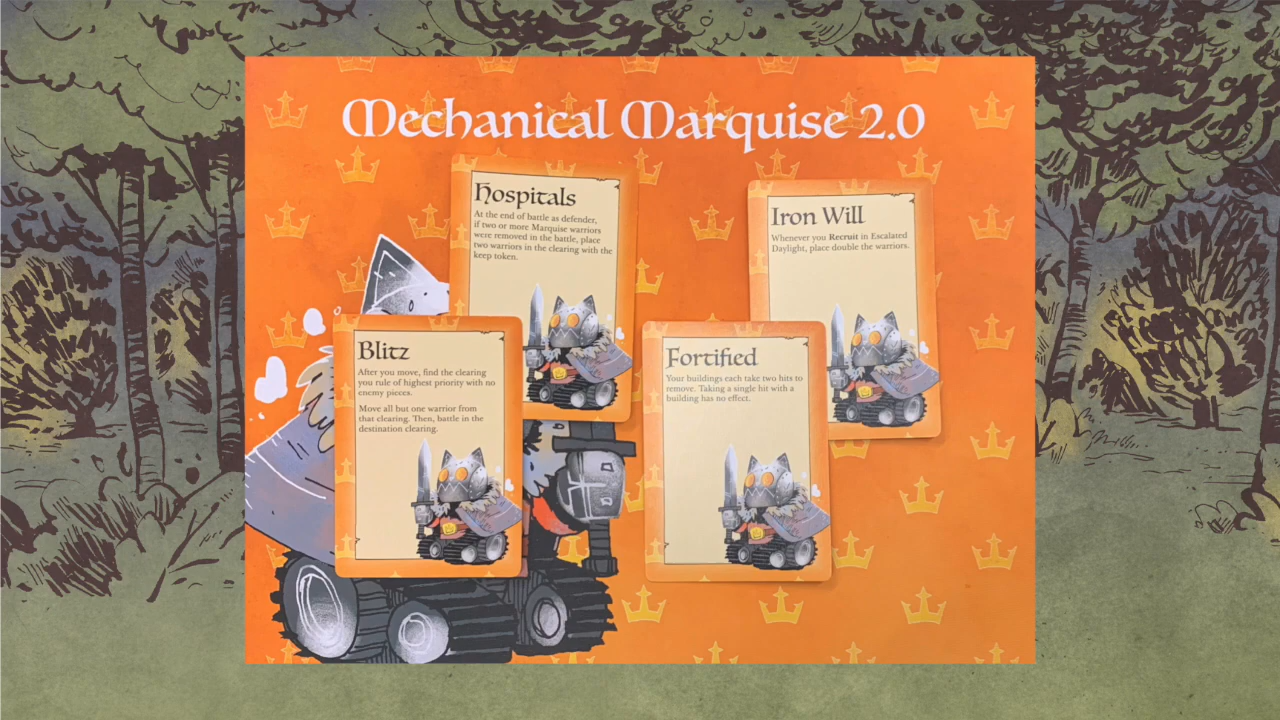 Mechanical Marquise 2.0
Hospitals
At the end of battle as defender,
if two or more Marquise warriors
were removed in the battle, place
two warriors in the clearing with the
keep token.
Iron Will
Whenever you Recruit in Escalated
Daylight, place double the warriors.
Blitz
After you move, find the clearing
you rule of highest priority with no
enemy pieces.
Move all but one warrior from
that clearing. Then, battle in the
destination clearing.
Fortified
Your buildings each take two hits to
remove. Taking a single hit with a
building has no effect.